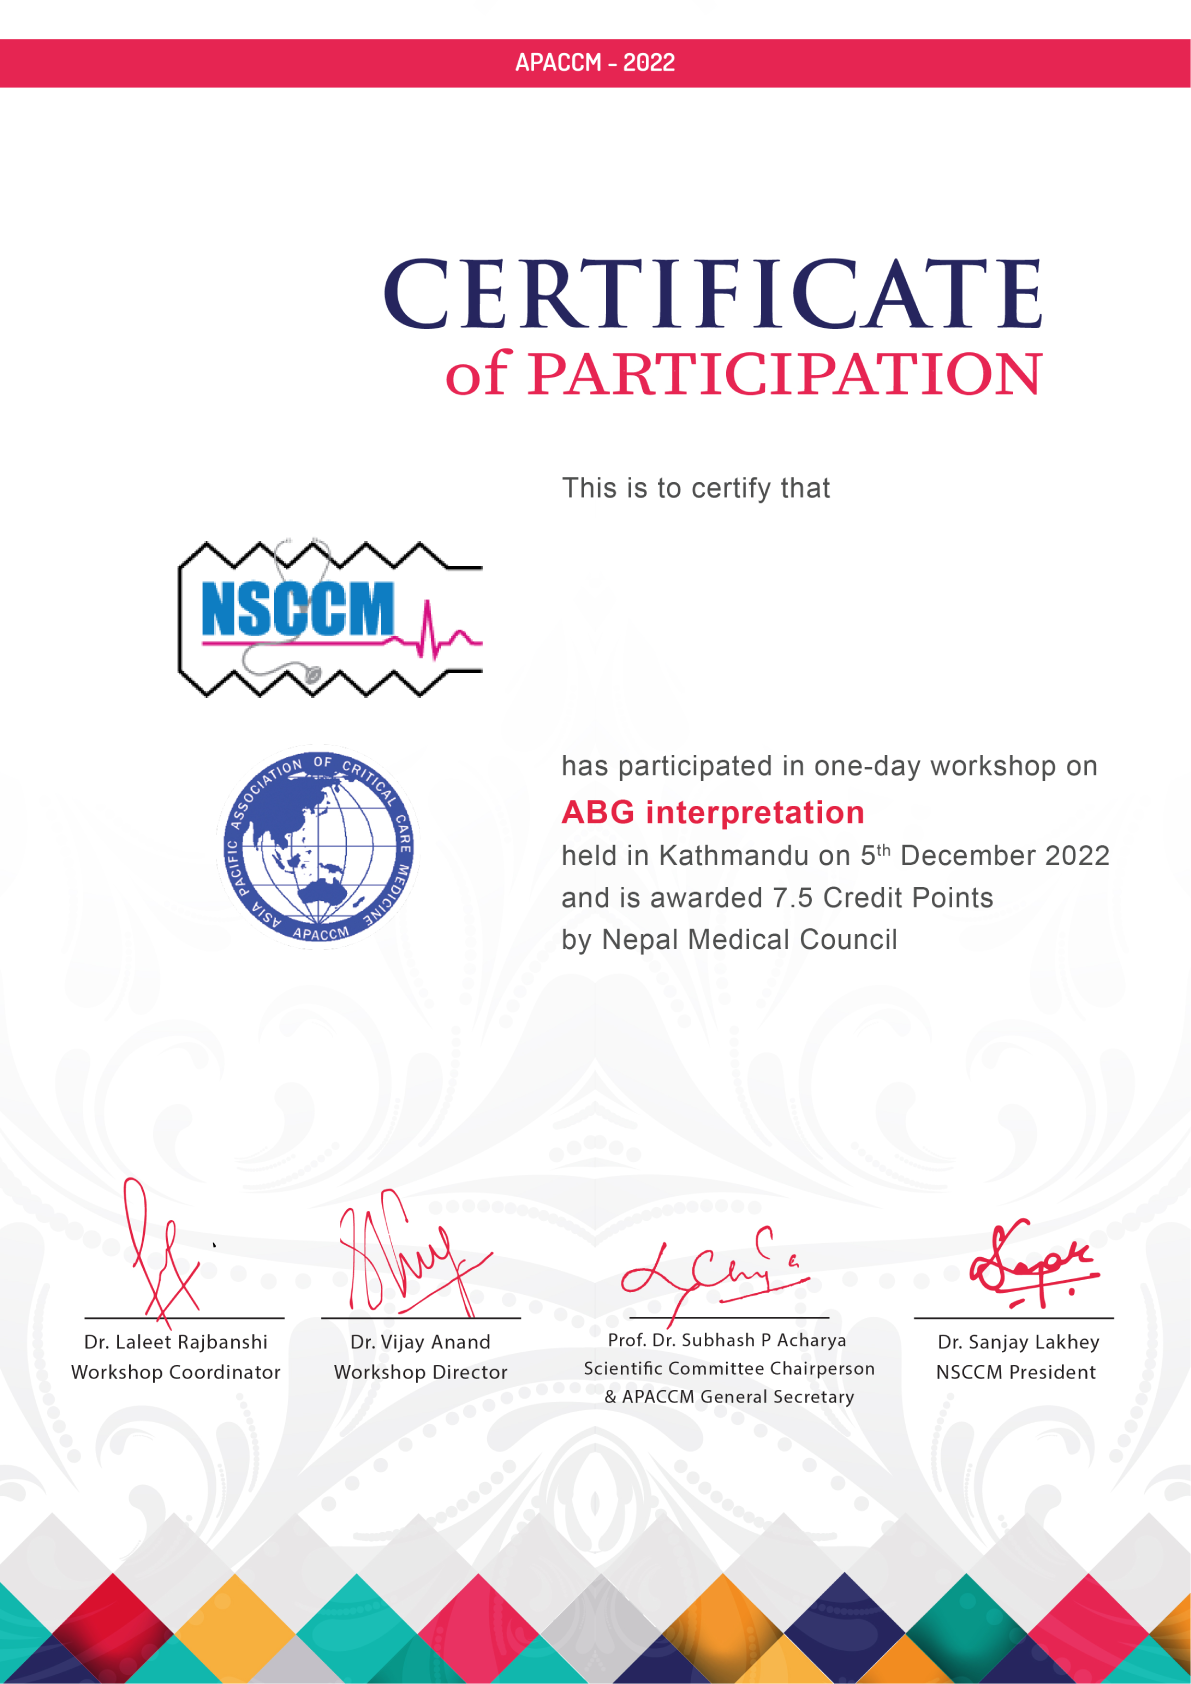 APACCM - 2022
CERTIFICATE
of PARTICIPATION
This is to certify that
NSCCM
ASIA PACIFIC ASSOCIATION OF CRITICAL CARE MEDICINE
APACCM
has participated in one-day workshop on
ABG interpretation
held in Kathmandu on 5th December 2022
and is awarded 7.5 Credit Points
by Nepal Medical Council
Dr. Laleet Rajbanshi
Workshop Coordinator
Dr. Vijay Anand
Workshop Director
Prof. Dr. Subhash P Acharya
Scientific Committee Chairperson
& APACCM General Secretary
Dr. Sanjay Lakhey
NSCCM President